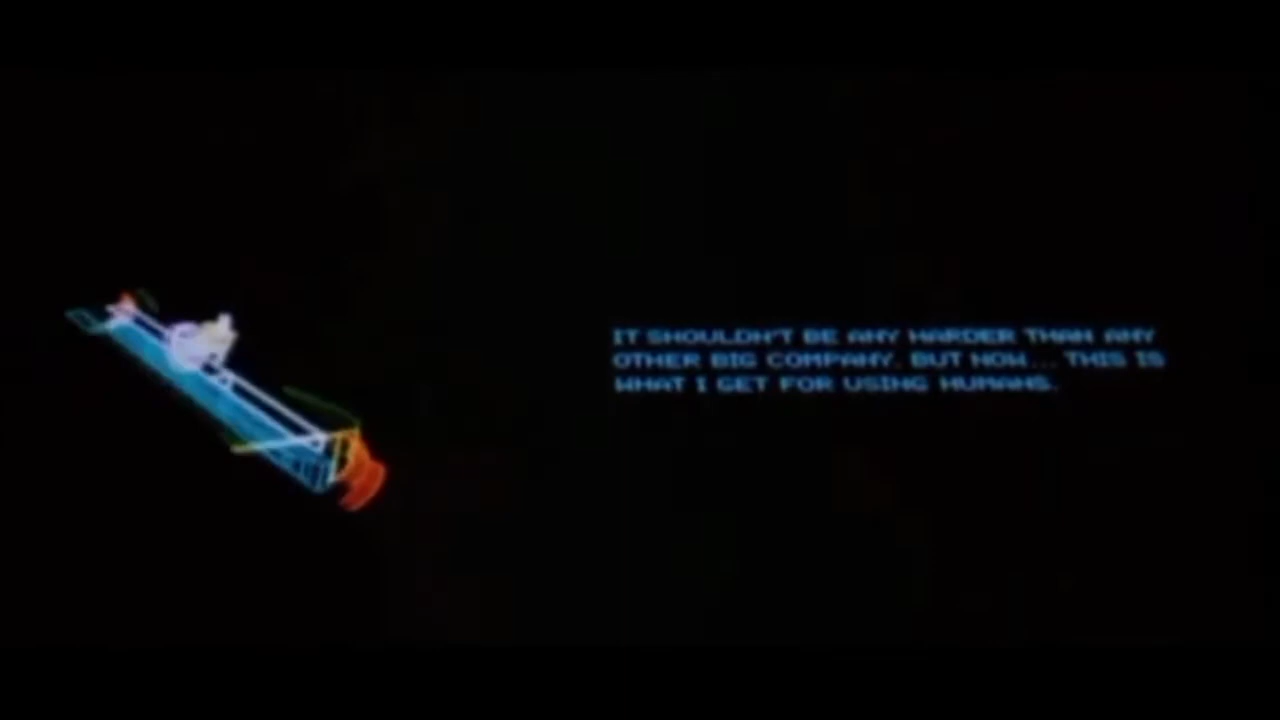 IT SHOULDN'T BE ANY HARDER THAN ANY
OTHER BIG COMPANY. BUT NOW... THIS IS
WHAT I GET FOR USING HUMANS.